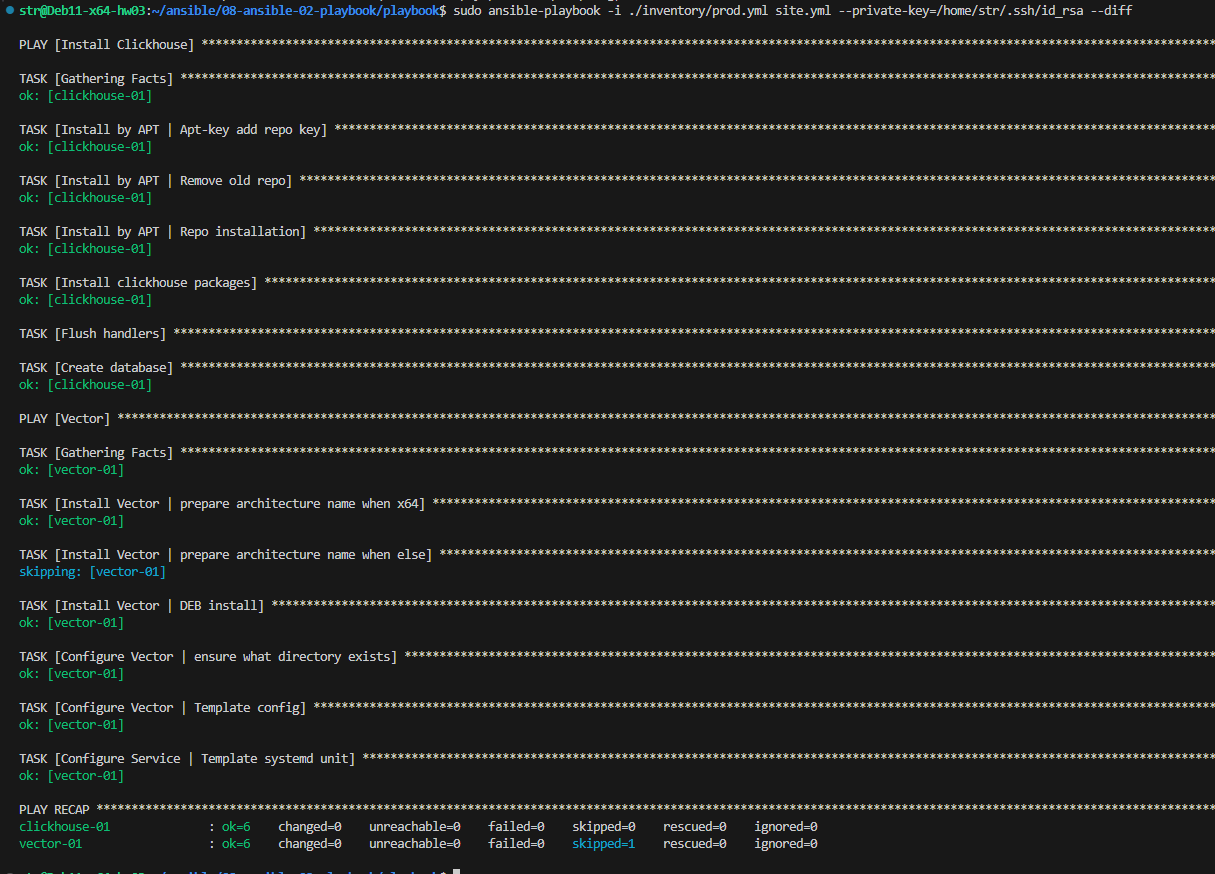 str@Deb11-x64-hw03:~/ansible/08-ansible-02-playbook/playbook$ sudo ansible-playbook -i ./inventory/prod.yml site.yml --private-key=/home/str/.ssh/id_rsa --diff
PLAY [Install Clickhouse] ************************************************************************************************************************************************
TASK [Gathering Facts] ***************************************************************************************************************************************************
ok: [clickhouse-01]
TASK [Install by APT | Apt-key add repo key] *****************************************************************************************************************************
ok: [clickhouse-01]
TASK [Install by APT | Remove old repo] **********************************************************************************************************************************
ok: [clickhouse-01]
TASK [Install by APT | Repo installation] ********************************************************************************************************************************
ok: [clickhouse-01]
TASK [Install clickhouse packages] ***************************************************************************************************************************************
ok: [clickhouse-01]
TASK [Flush handlers] ****************************************************************************************************************************************************
TASK [Create database] ***************************************************************************************************************************************************
ok: [clickhouse-01]
PLAY [Vector] ************************************************************************************************************************************************************
TASK [Gathering Facts] ***************************************************************************************************************************************************
ok: [vector-01]
TASK [Install Vector | prepare architecture name when x64] ***************************************************************************************************************
ok: [vector-01]
TASK [Install Vector | prepare architecture name when else] **************************************************************************************************************
skipping: [vector-01]
TASK [Install Vector | DEB install] **************************************************************************************************************************************
ok: [vector-01]
TASK [Configure Vector | ensure what directory exists] *******************************************************************************************************************
ok: [vector-01]
TASK [Configure Vector | Template config] ********************************************************************************************************************************
ok: [vector-01]
TASK [Configure Service | Template systemd unit] *************************************************************************************************************************
ok: [vector-01]
PLAY RECAP ***************************************************************************************************************************************************************
clickhouse-01 : ok=6 changed=0 unreachable=0 failed=0 skipped=0 rescued=0 ignored=0
vector-01 : ok=6 changed=0 unreachable=0 failed=0 skipped=1 rescued=0 ignored=0